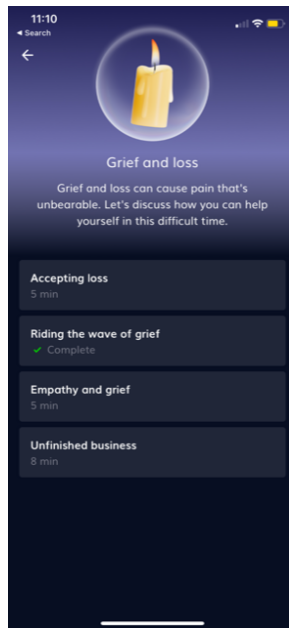 11:10
Search
Grief and loss
Grief and loss can cause pain that's
unbearable. Let's discuss how you can help
yourself in this difficult time.
Accepting loss
5 min
Riding the wave of grief
Complete
Empathy and grief
5 min
Unfinished business
8 min